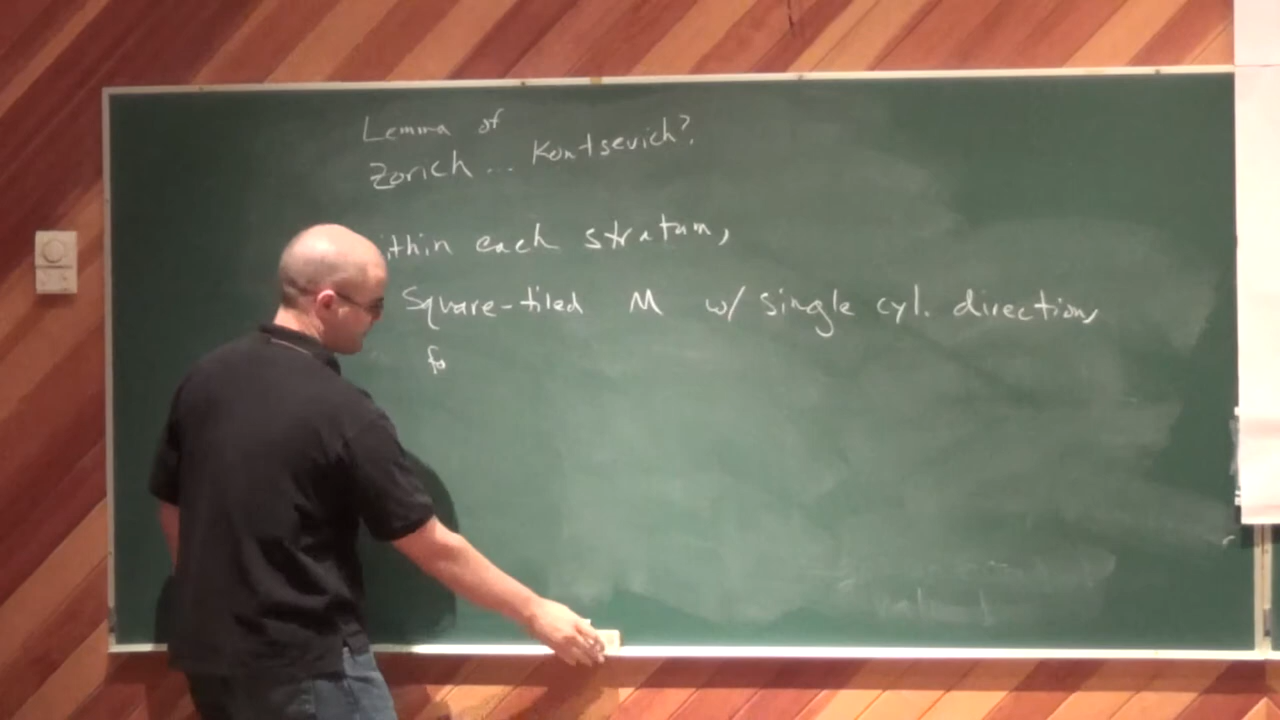 Lemma of
Zorich ... Kontsevich?
ithin each stratum,
Square-tiled M w/ single cyl. direction,
fo